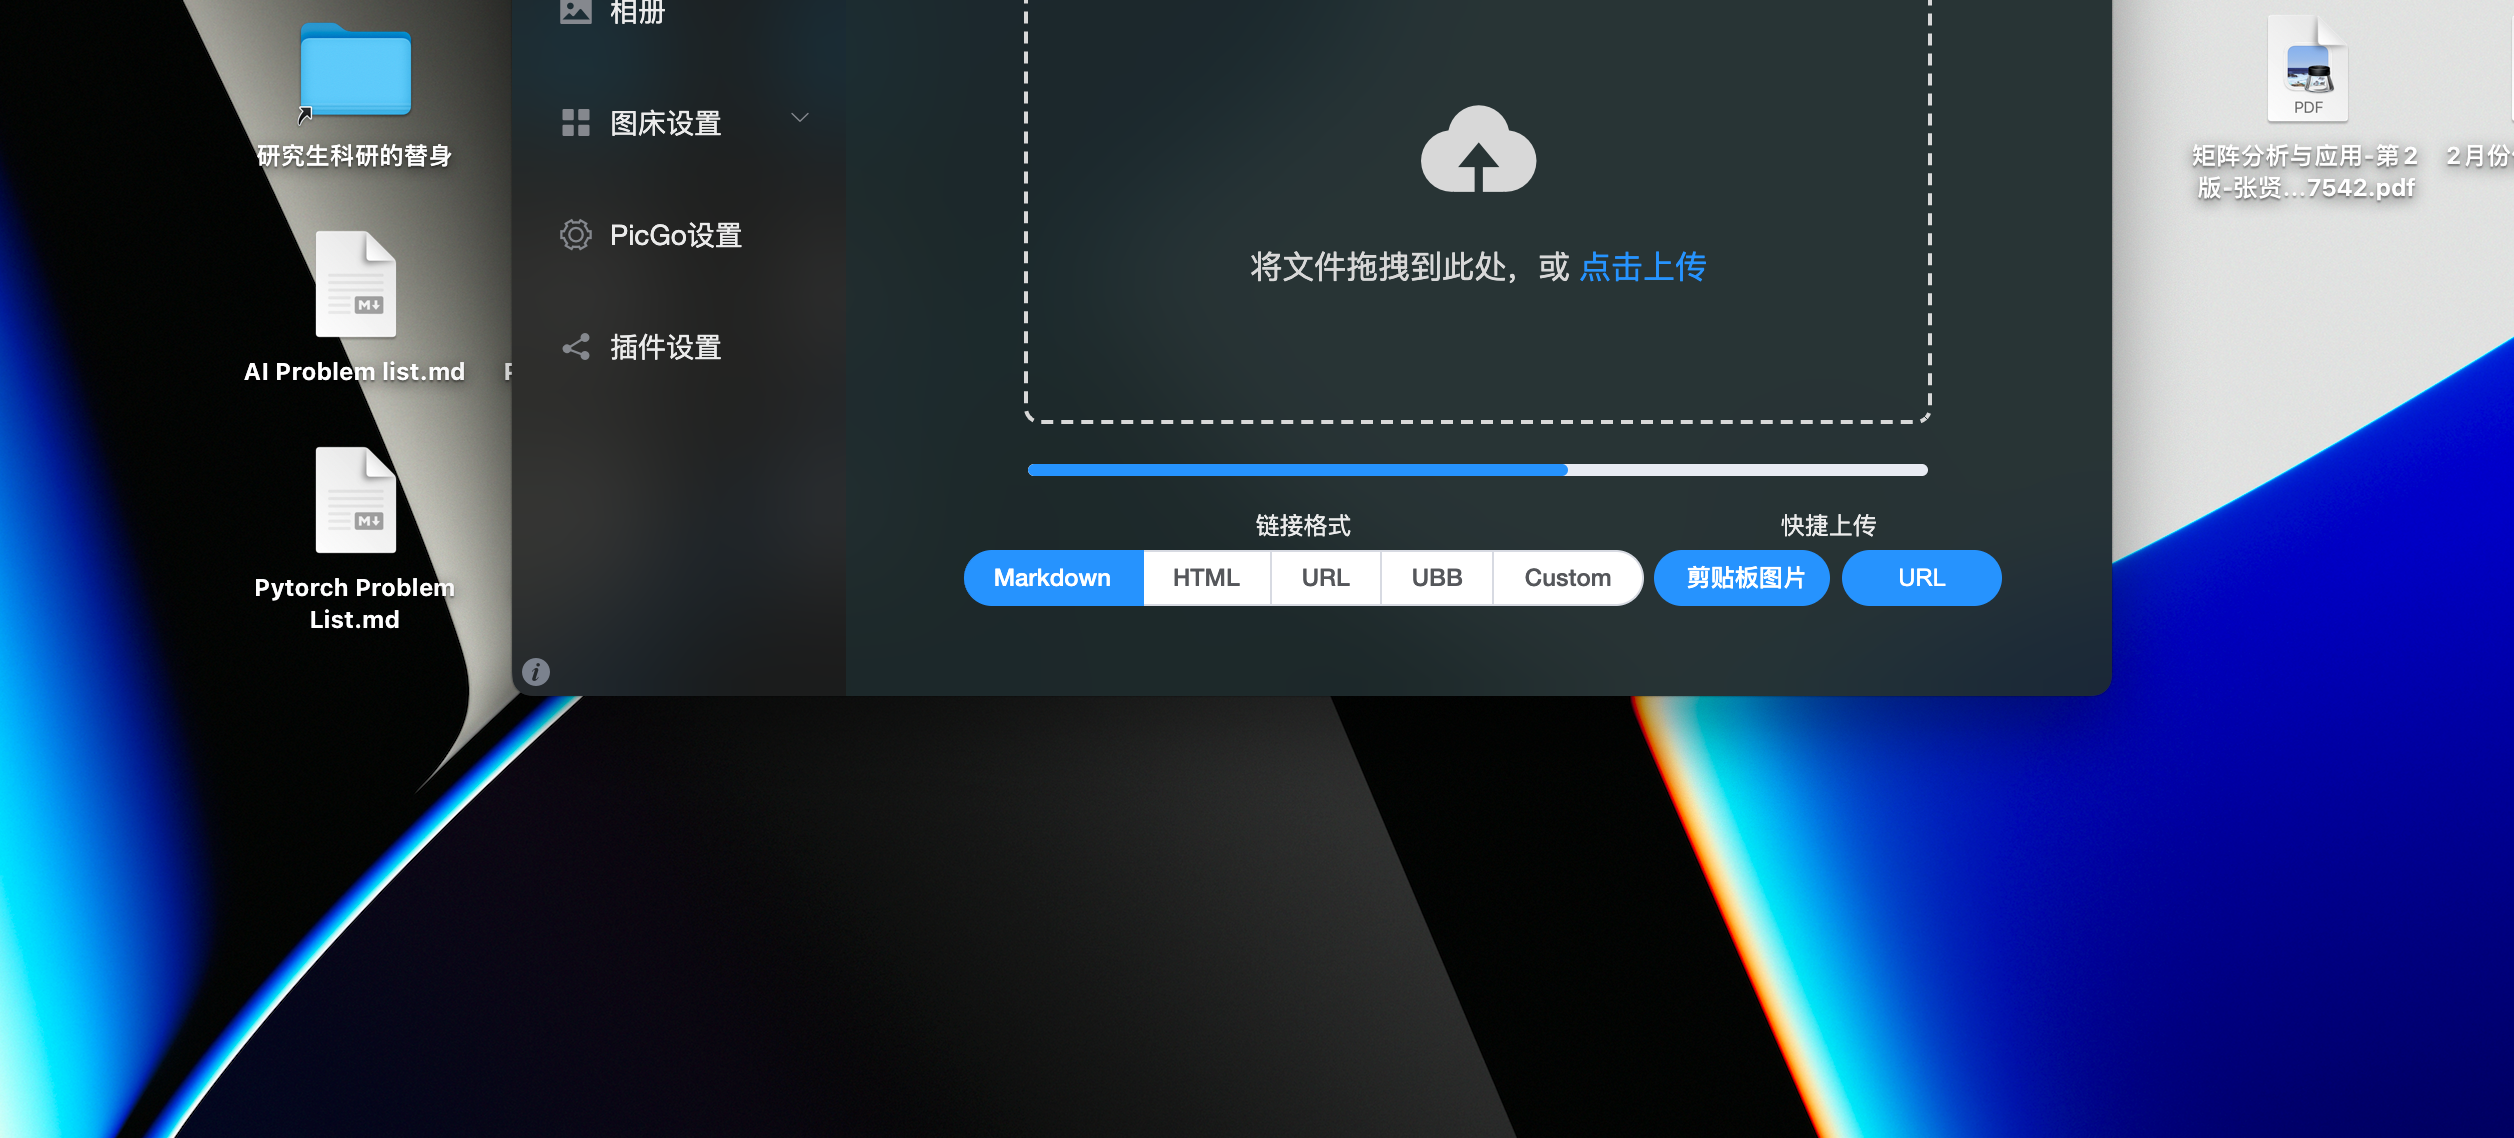 相册
图床设置
PicGo设置
插件设置
将文件拖拽到此处，或 点击上传
链接格式
快捷上传
Markdown
HTML
URL
UBB
Custom
剪贴板图片
URL
研究生科研的替身
AI Problem list.md
M
Pytorch Problem
List.md
M
PDF
矩阵分析与应用-第2
版-张贤...7542.pdf
2月份